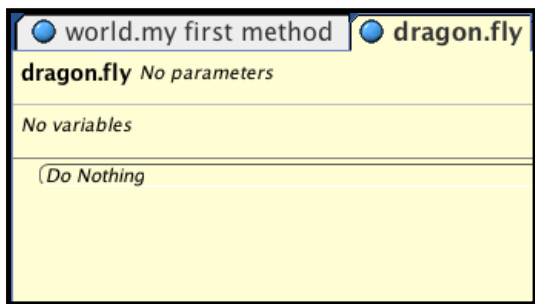 world.my first method dragon.fly
dragon.fly No parameters
No variables
Do Nothing